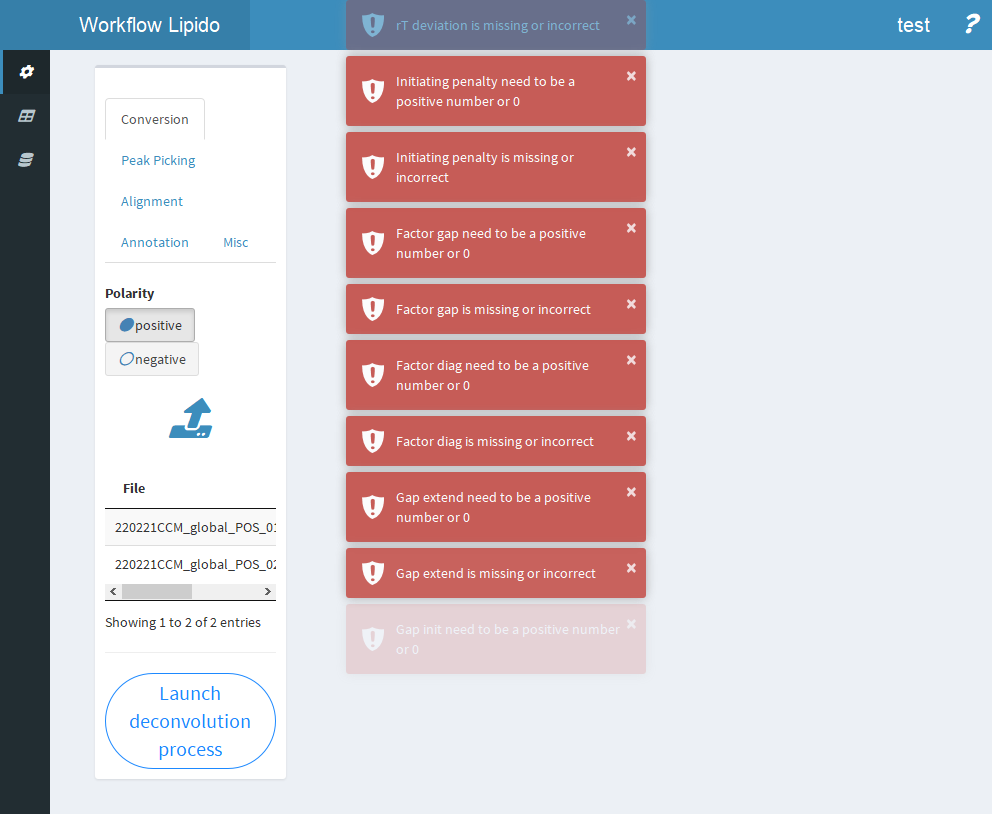 Workflow Lipido
test
?
Conversion
Peak Picking
Alignment
Annotation
Misc
Polarity
positive
negative
File
220221CCM_global_POS_01
220221CCM_global_POS_02
Showing 1 to 2 of 2 entries
Launch
deconvolution
process
rT deviation is missing or incorrect
×
Initiating penalty need to be a
positive number or 0
×
Initiating penalty is missing or
incorrect
×
Factor gap need to be a positive
number or 0
×
Factor gap is missing or incorrect
×
Factor diag need to be a positive
number or 0
×
Factor diag is missing or incorrect
×
Gap extend need to be a positive
number or 0
×
Gap extend is missing or incorrect
×
Gap init need to be a positive number
or 0
×